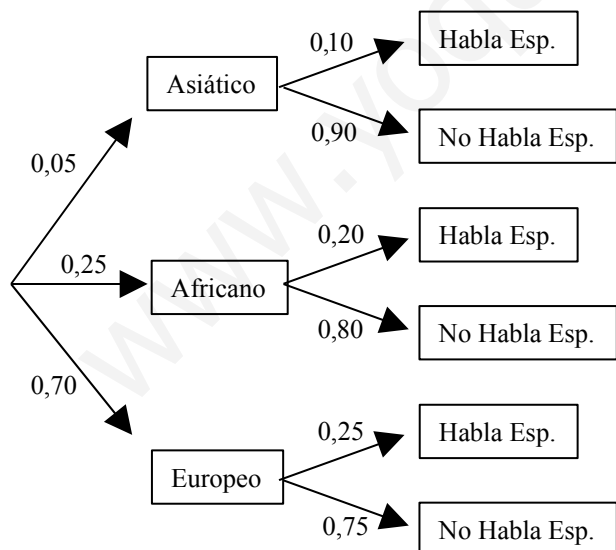 0,10
Habla Esp.
Asiático
0,90
No Habla Esp.
0,05
0,20
Habla Esp.
0,25
Africano
0,80
No Habla Esp.
0,70
0,25
Habla Esp.
Europeo
0,75
No Habla Esp.